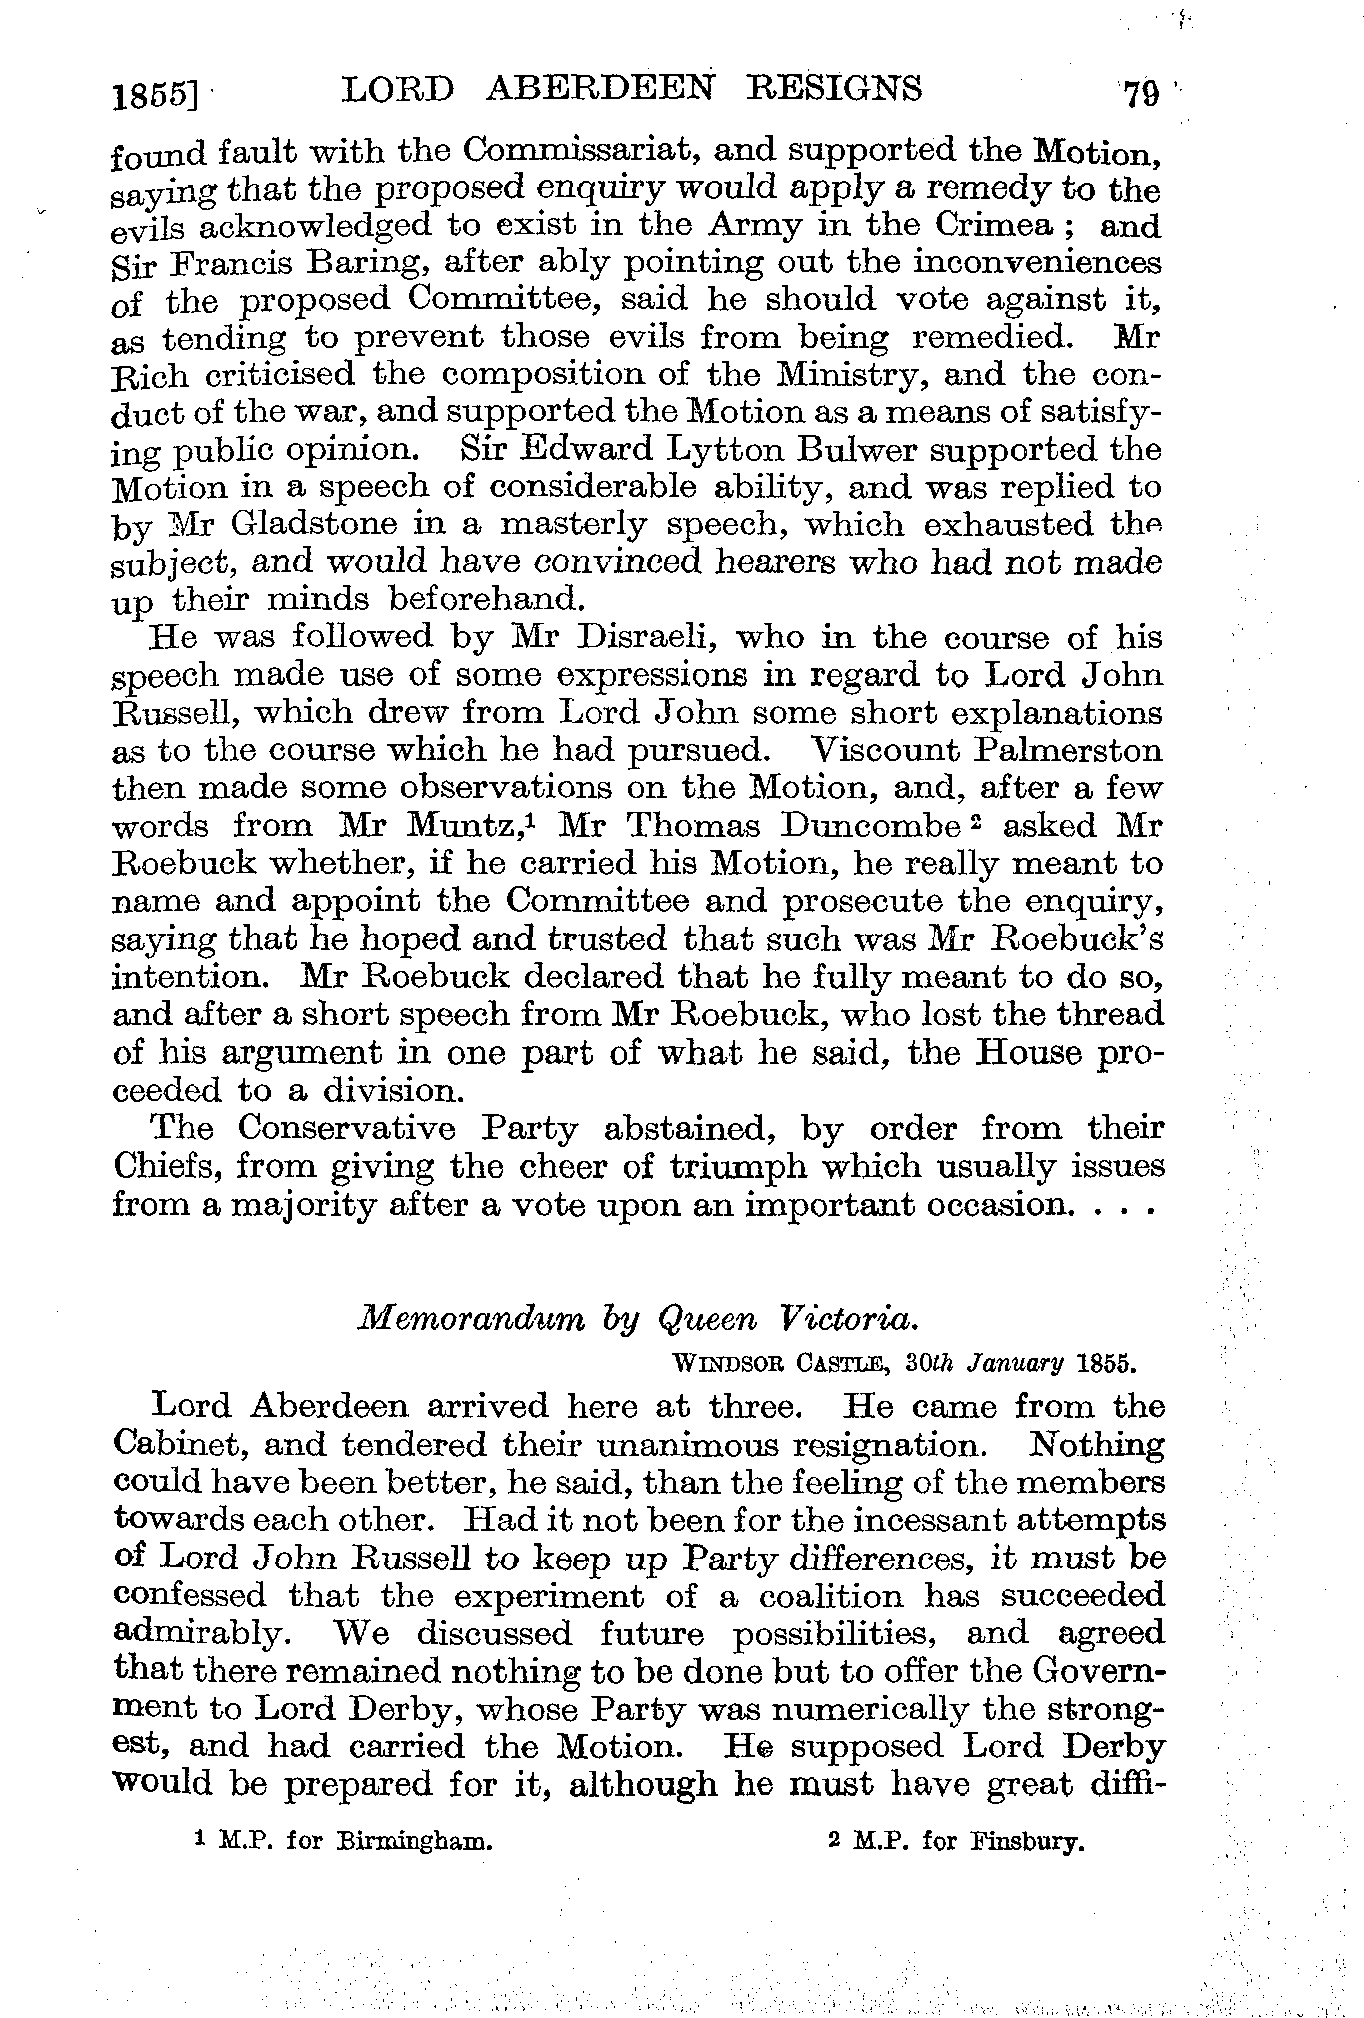 1855] LORD ABERDEEN RESIGNS 79
found fault with the Commissariat, and supported the Motion,
saying that the proposed enquiry would apply a remedy to the
evils acknowledged to exist in the Army in the Crimea ; and
Sir Francis Baring, after ably pointing out the inconveniences
of the proposed Committee, said he should vote against it,
as tending to prevent those evils from being remedied. Mr
Rich criticised the composition of the Ministry, and the con-
duct of the war, and supported the Motion as a means of satisfy-
ing public opinion. Sir Edward Lytton Bulwer supported the
Motion in a speech of considerable ability, and was replied to
by Mr Gladstone in a masterly speech, which exhausted the
subject, and would have convinced hearers who had not made
up their minds beforehand.
He was followed by Mr Disraeli, who in the course of his
speech made use of some expressions in regard to Lord John
Russell, which drew from Lord John some short explanations
as to the course which he had pursued. Viscount Palmerston
then made some observations on the Motion, and, after a few
words from Mr Muntz,¹ Mr Thomas Duncombe ² asked Mr
Roebuck whether, if he carried his Motion, he really meant to
name and appoint the Committee and prosecute the enquiry,
saying that he hoped and trusted that such was Mr Roebuck's
intention. Mr Roebuck declared that he fully meant to do so,
and after a short speech from Mr Roebuck, who lost the thread
of his argument in one part of what he said, the House pro-
ceeded to a division.
The Conservative Party abstained, by order from their
Chiefs, from giving the cheer of triumph which usually issues
from a majority after a vote upon an important occasion. . . .
Memorandum by Queen Victoria.
WINDSOR CASTLE, 30th January 1855.
Lord Aberdeen arrived here at three. He came from the
Cabinet, and tendered their unanimous resignation. Nothing
could have been better, he said, than the feeling of the members
towards each other. Had it not been for the incessant attempts
of Lord John Russell to keep up Party differences, it must be
confessed that the experiment of a coalition has succeeded
admirably. We discussed future possibilities, and agreed
that there remained nothing to be done but to offer the Govern-
ment to Lord Derby, whose Party was numerically the strong-
est, and had carried the Motion. He supposed Lord Derby
would be prepared for it, although he must have great diffi-
1 M.P. for Birmingham. 2 M.P. for Finsbury.